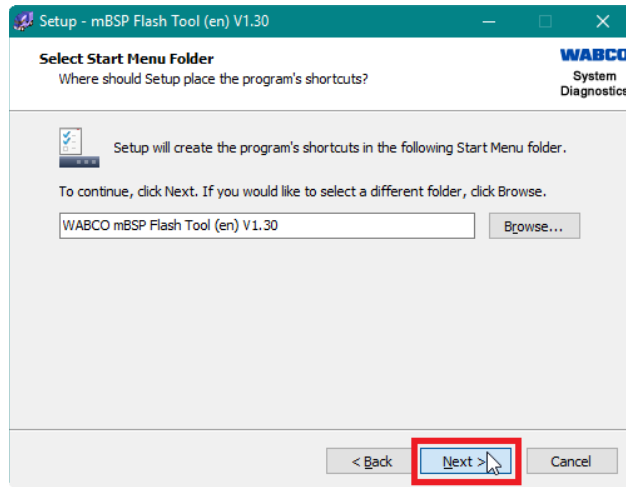 Setup - mBSP Flash Tool (en) V1.30
Select Start Menu Folder
Where should Setup place the program's shortcuts?
WABCO
System
Diagnostics
Setup will create the program's shortcuts in the following Start Menu folder.
To continue, click Next. If you would like to select a different folder, click Browse.
WABCO mBSP Flash Tool (en) V1.30
Browse...
< Back
Next >
Cancel